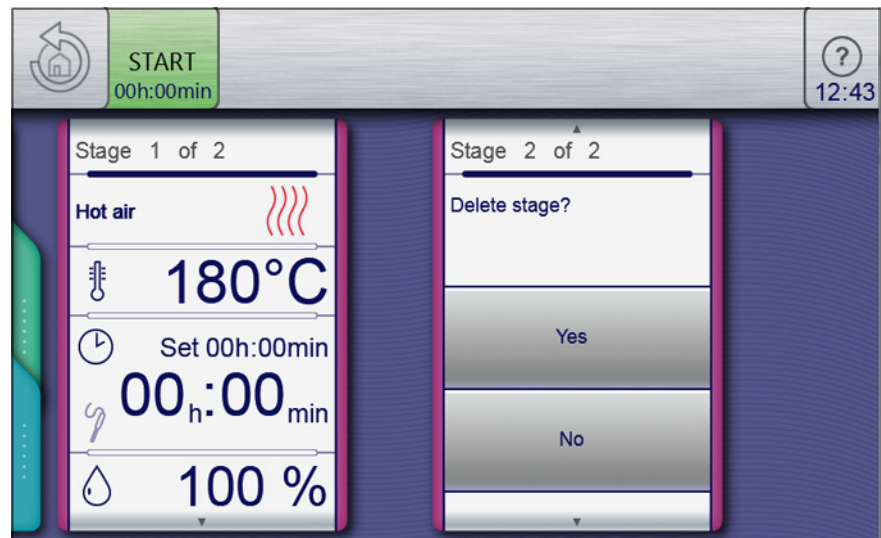 START
00h:00min
?
12:43
Stage 1 of 2
Hot air
180°C
Set 00h:00min
00h:00min
100 %
Stage 2 of 2
Delete stage?
Yes
No